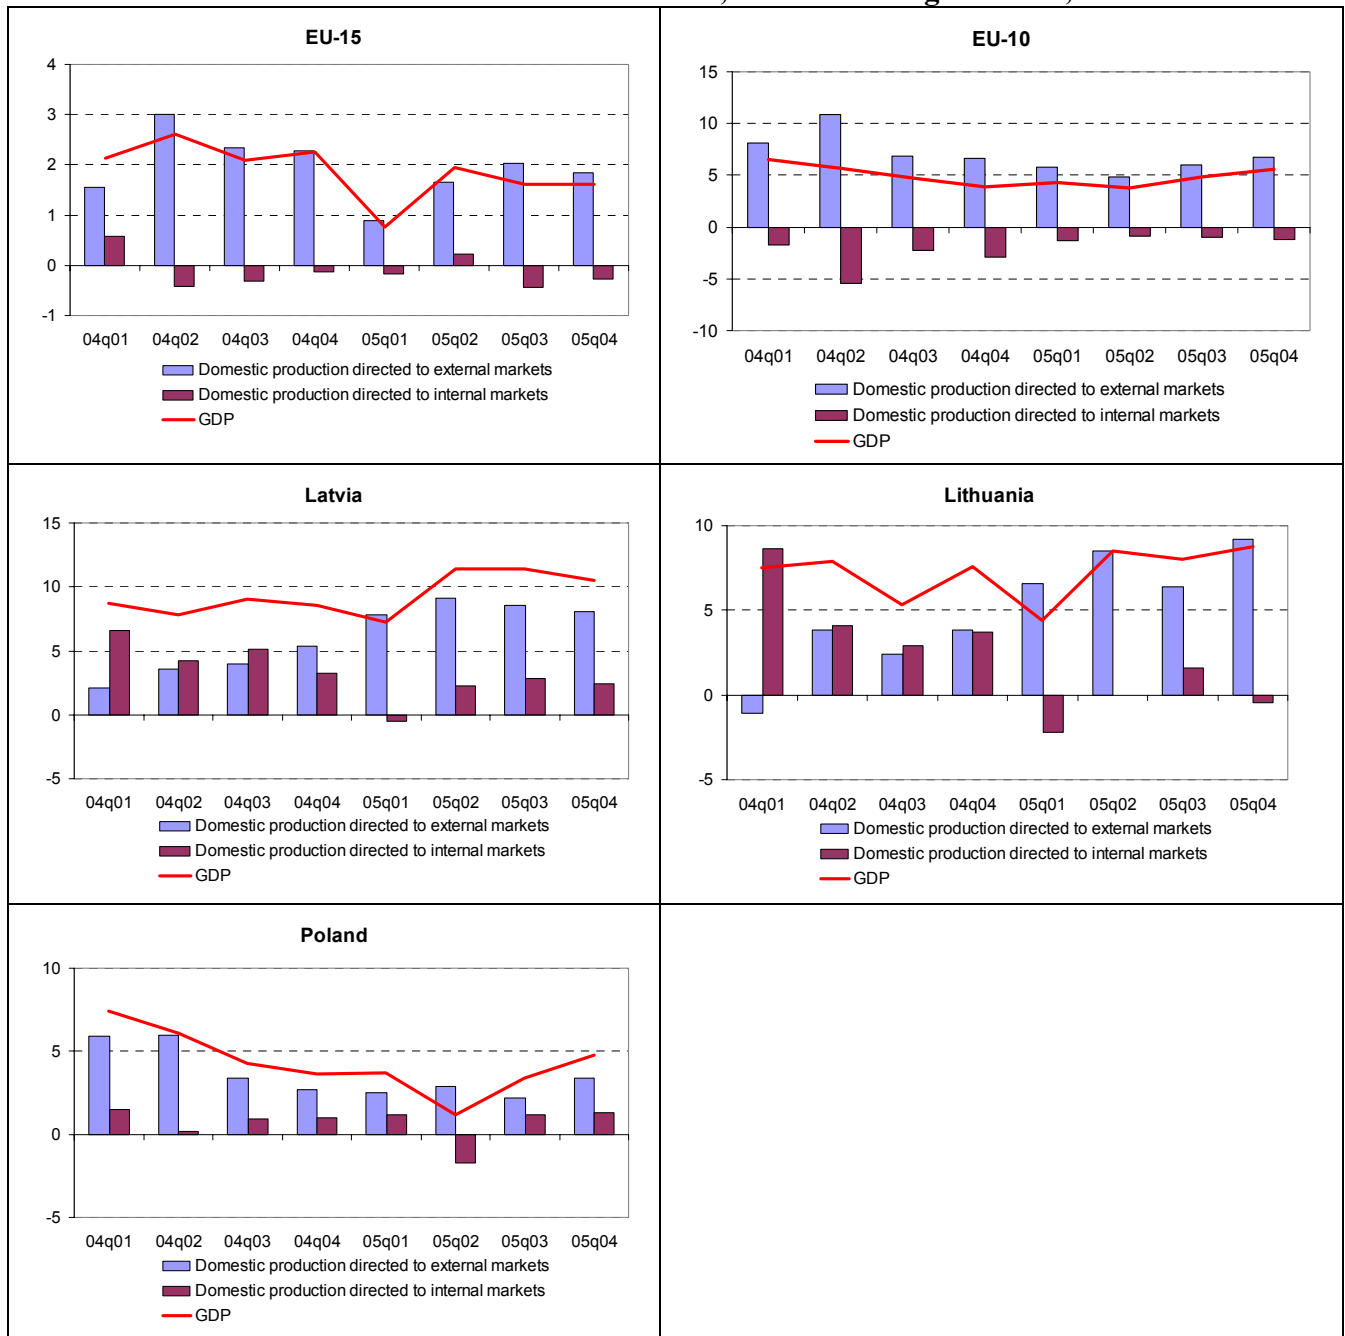 EU-15
4
3
2
1
0
-1
04q01 04q02 04q03 04q04 05q01 05q02 05q03 05q04
Domestic production directed to external markets
Domestic production directed to internal markets
GDP
EU-10
15
10
5
0
-5
-10
04q01 04q02 04q03 04q04 05q01 05q02 05q03 05q04
Domestic production directed to external markets
Domestic production directed to internal markets
GDP
Latvia
15
10
5
0
-5
04q01 04q02 04q03 04q04 05q01 05q02 05q03 05q04
Domestic production directed to external markets
Domestic production directed to internal markets
GDP
Lithuania
10
5
0
-5
04q01 04q02 04q03 04q04 05q01 05q02 05q03 05q04
Domestic production directed to external markets
Domestic production directed to internal markets
GDP
Poland
10
5
0
-5
04q01 04q02 04q03 04q04 05q01 05q02 05q03 05q04
Domestic production directed to external markets
Domestic production directed to internal markets
GDP